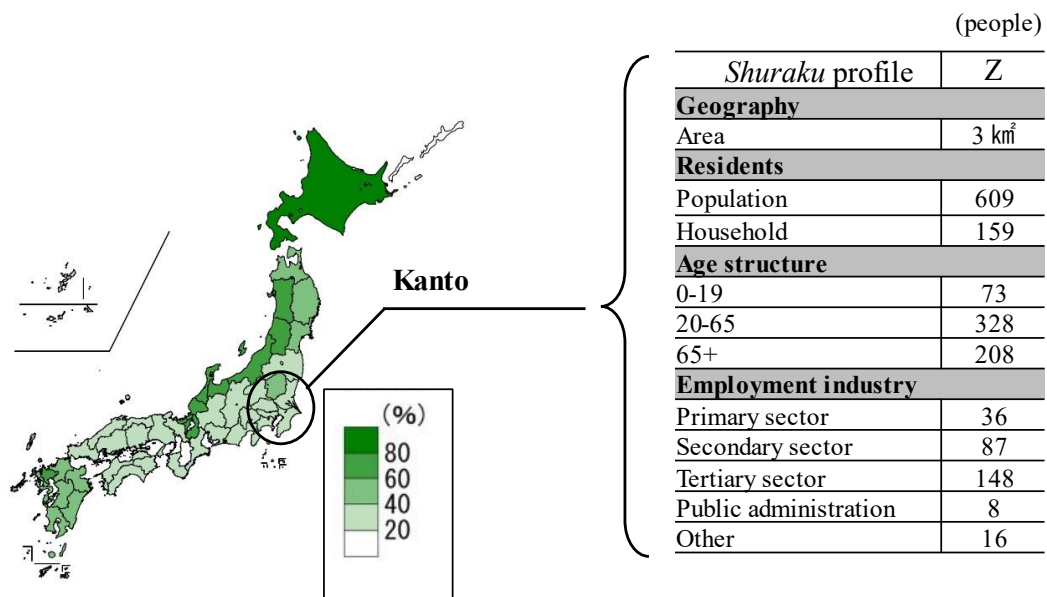 (people)
Shuraku profile Z
Geography
Area 3 ㎢
Residents
Population 609
Household 159
Age structure
0-19 73
20-65 328
65+ 208
Employment industry
Primary sector 36
Secondary sector 87
Tertiary sector 148
Public administration 8
Other 16
Kanto
(%)
80
60
40
20